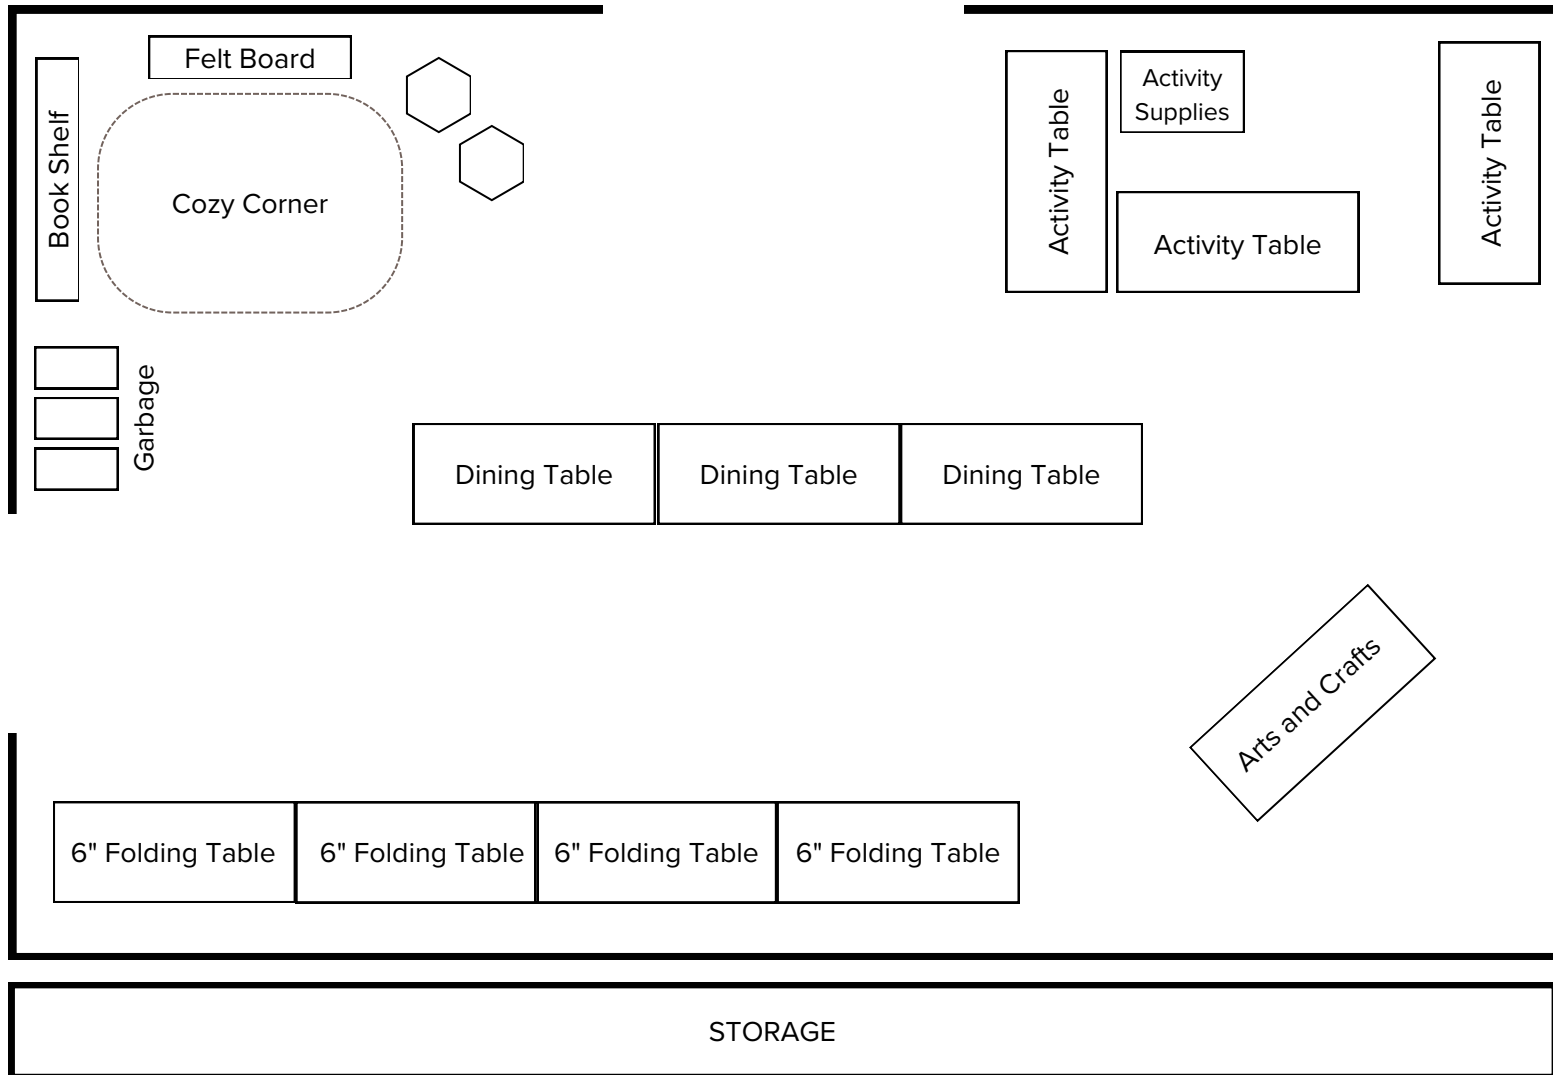 Felt Board
Book Shelf
Cozy Corner
Activity Table
Activity
Supplies
Activity Table
Activity Table
Garbage
Dining Table
Dining Table
Dining Table
Arts and Crafts
6" Folding Table
6" Folding Table
6" Folding Table
6" Folding Table
STORAGE